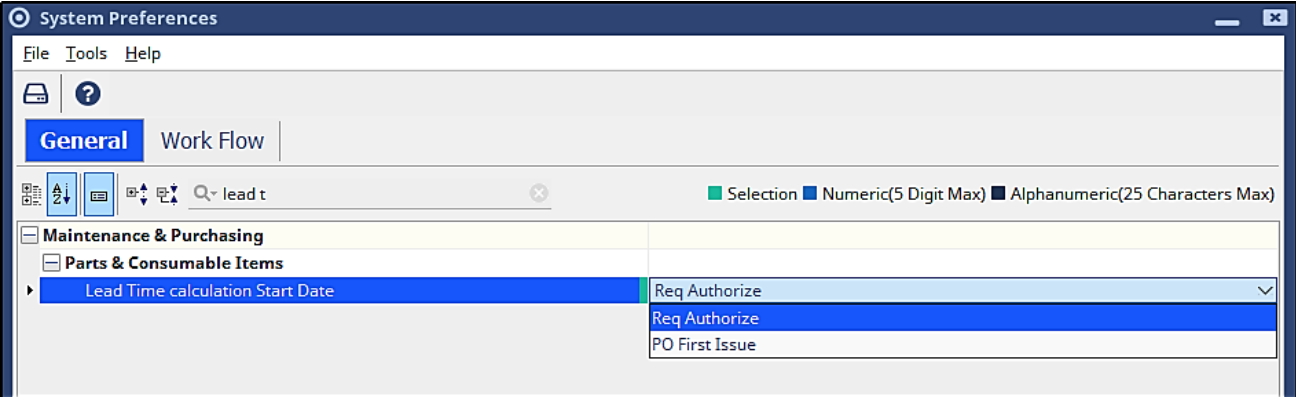 System Preferences
File Tools Help
General Work Flow
lead t
Selection Numeric(5 Digit Max) Alphanumeric(25 Characters Max)
Maintenance & Purchasing
Parts & Consumable Items
Lead Time calculation Start Date Req Authorize
Req Authorize
PO First Issue